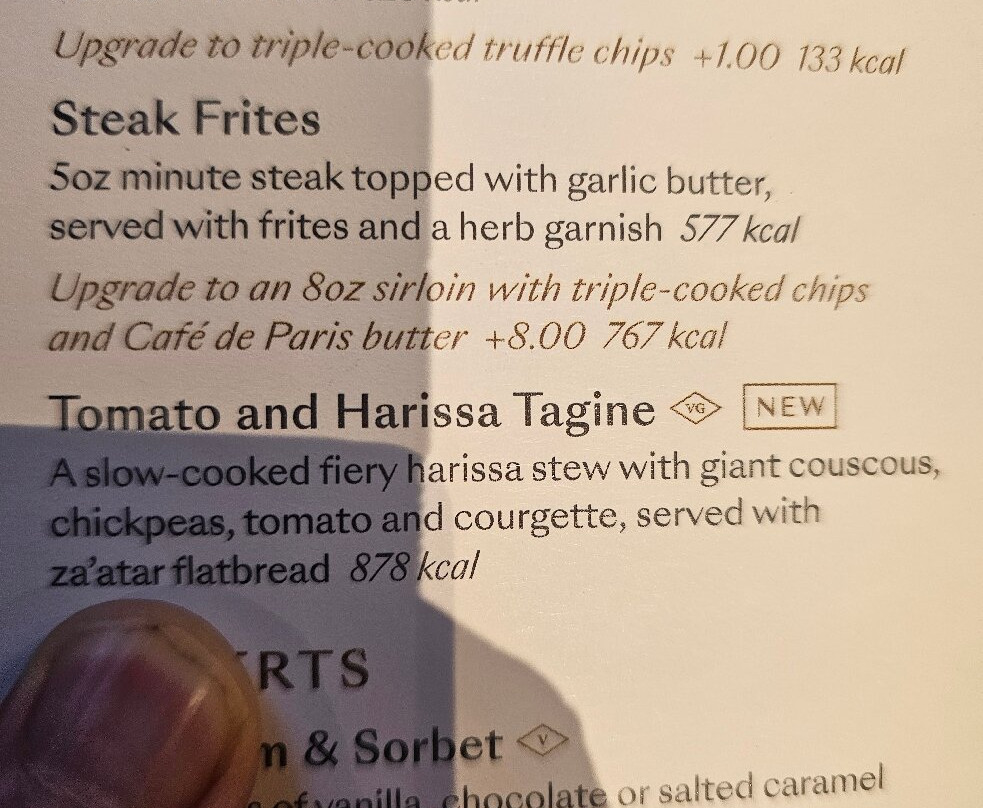 Upgrade to triple-cooked truffle chips +1.00 133 kcal
Steak Frites
5oz minute steak topped with garlic butter,
served with frites and a herb garnish 577 kcal
Upgrade to an 8oz sirloin with triple-cooked chips
and Café de Paris butter +8.00 767 kcal
Tomato and Harissa Tagine VG NEW
A slow-cooked fiery harissa stew with giant couscous,
chickpeas, tomato and courgette, served with
za'atar flatbread 878 kcal
RTS
& Sorbet V
of vanilla, chocolate or salted caramel